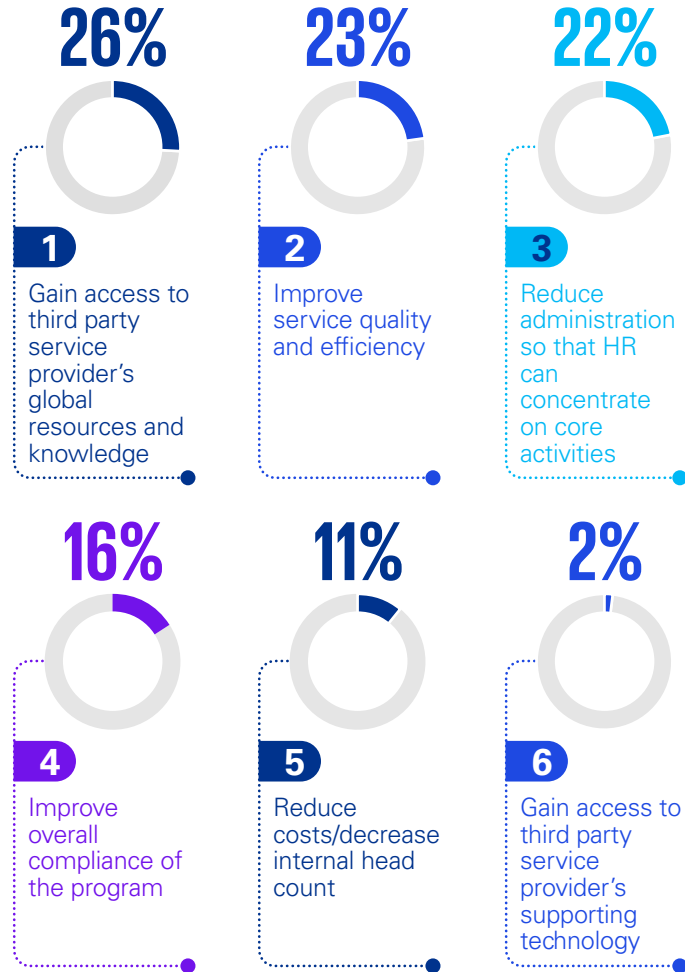 26%
1
Gain access to
third party
service
provider’s
global
resources and
knowledge
23%
2
Improve
service quality
and efficiency
22%
3
Reduce
administration
so that HR
can
concentrate
on core
activities
16%
4
Improve
overall
compliance of
the program
11%
5
Reduce
costs/decrease
internal head
count
2%
6
Gain access to
third party
service
provider’s
supporting
technology